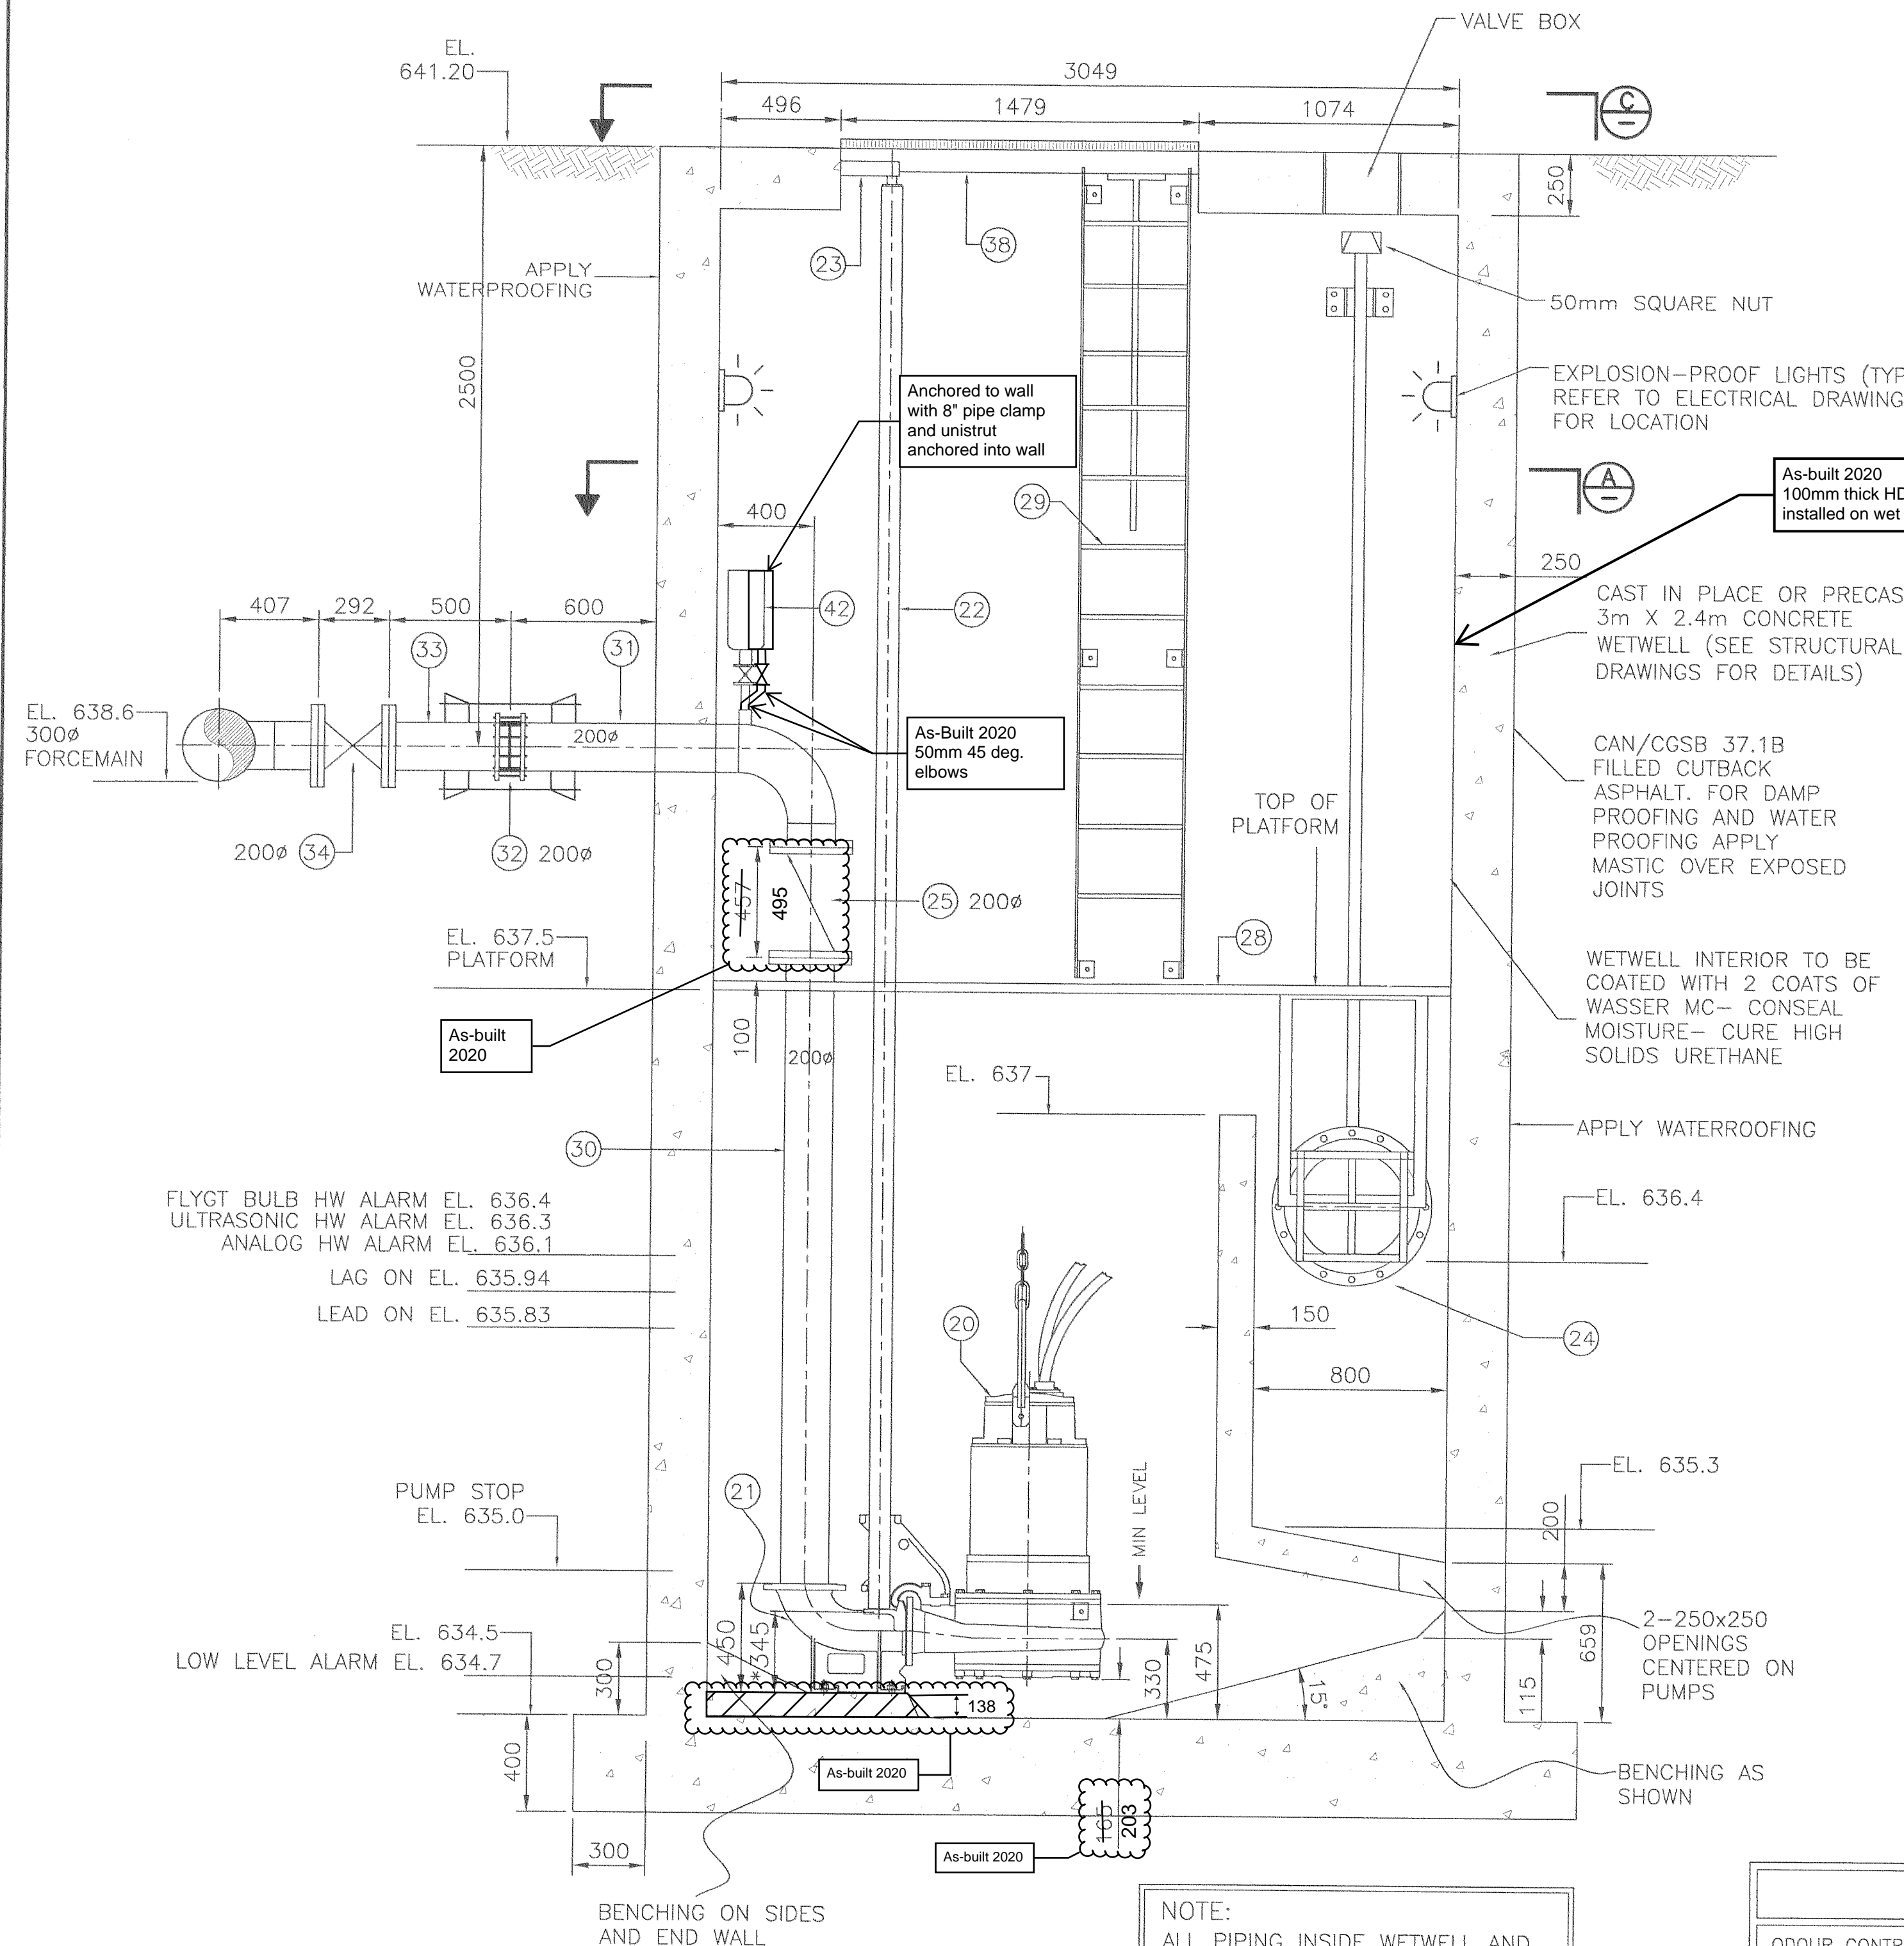 VALVE BOX
EL.
641.20
3049
496
1479
1074
C
250
23
38
APPLY
WATERPROOFING
50mm SQUARE NUT
2500
Anchored to wall
with 8" pipe clamp
and unistrut
anchored into wall
EXPLOSION-PROOF LIGHTS (TYP
REFER TO ELECTRICAL DRAWING
FOR LOCATION
A
As-built 2020
100mm thick HD
installed on wet
29
400
250
407
292
500
600
42
22
33
31
CAST IN PLACE OR PRECAS
3m X 2.4m CONCRETE
WETWELL (SEE STRUCTURAL
DRAWINGS FOR DETAILS)
EL. 638.6
300ø
FORCEMAIN
200ø
As-Built 2020
50mm 45 deg.
elbows
CAN/CGSB 37.1B
FILLED CUTBACK
ASPHALT. FOR DAMP
PROOFING AND WATER
PROOFING APPLY
MASTIC OVER EXPOSED
JOINTS
TOP OF
PLATFORM
200ø 34
32 200ø
457
495
25 200ø
EL. 637.5
PLATFORM
28
WETWELL INTERIOR TO BE
COATED WITH 2 COATS OF
WASSER MC- CONSEAL
MOISTURE- CURE HIGH
SOLIDS URETHANE
As-built
2020
100
200ø
EL. 637
30
APPLY WATERROOFING
FLYGT BULB HW ALARM EL. 636.4
ULTRASONIC HW ALARM EL. 636.3
ANALOG HW ALARM EL. 636.1
LAG ON EL. 635.94
LEAD ON EL. 635.83
EL. 636.4
20
150
24
800
PUMP STOP
EL. 635.0
21
MIN LEVEL
EL. 635.3
200
EL. 634.5
LOW LEVEL ALARM EL. 634.7
300
450
*345
330
475
15°
115
659
2-250x250
OPENINGS
CENTERED ON
PUMPS
138
400
As-built 2020
165
203
BENCHING AS
SHOWN
300
As-built 2020
BENCHING ON SIDES
AND END WALL
NOTE:
ALL PIPING INSIDE WETWELL AND
ODOUR CONTR